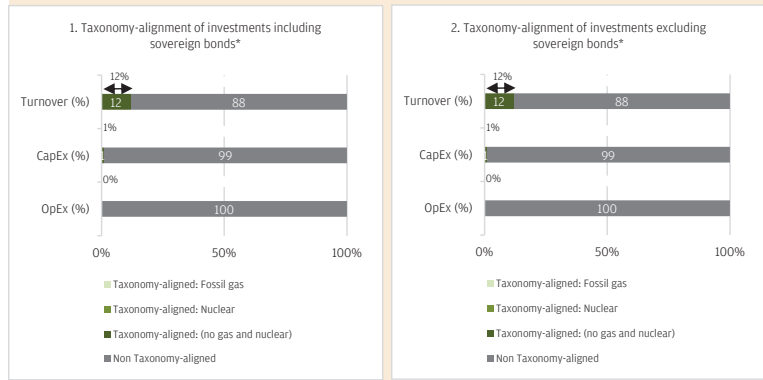 1. Taxonomy-alignment of investments including
sovereign bonds*
12%
Turnover (%)
12
88
1%
CapEx (%)
1
99
0%
OpEx (%)
100
0%
50%
100%
Taxonomy-aligned: Fossil gas
Taxonomy-aligned: Nuclear
Taxonomy-aligned: (no gas and nuclear)
Non Taxonomy-aligned
2. Taxonomy-alignment of investments excluding
sovereign bonds*
12%
Turnover (%)
12
88
1%
CapEx (%)
1
99
0%
OpEx (%)
100
0%
50%
100%
Taxonomy-aligned: Fossil gas
Taxonomy-aligned: Nuclear
Taxonomy-aligned: (no gas and nuclear)
Non Taxonomy-aligned